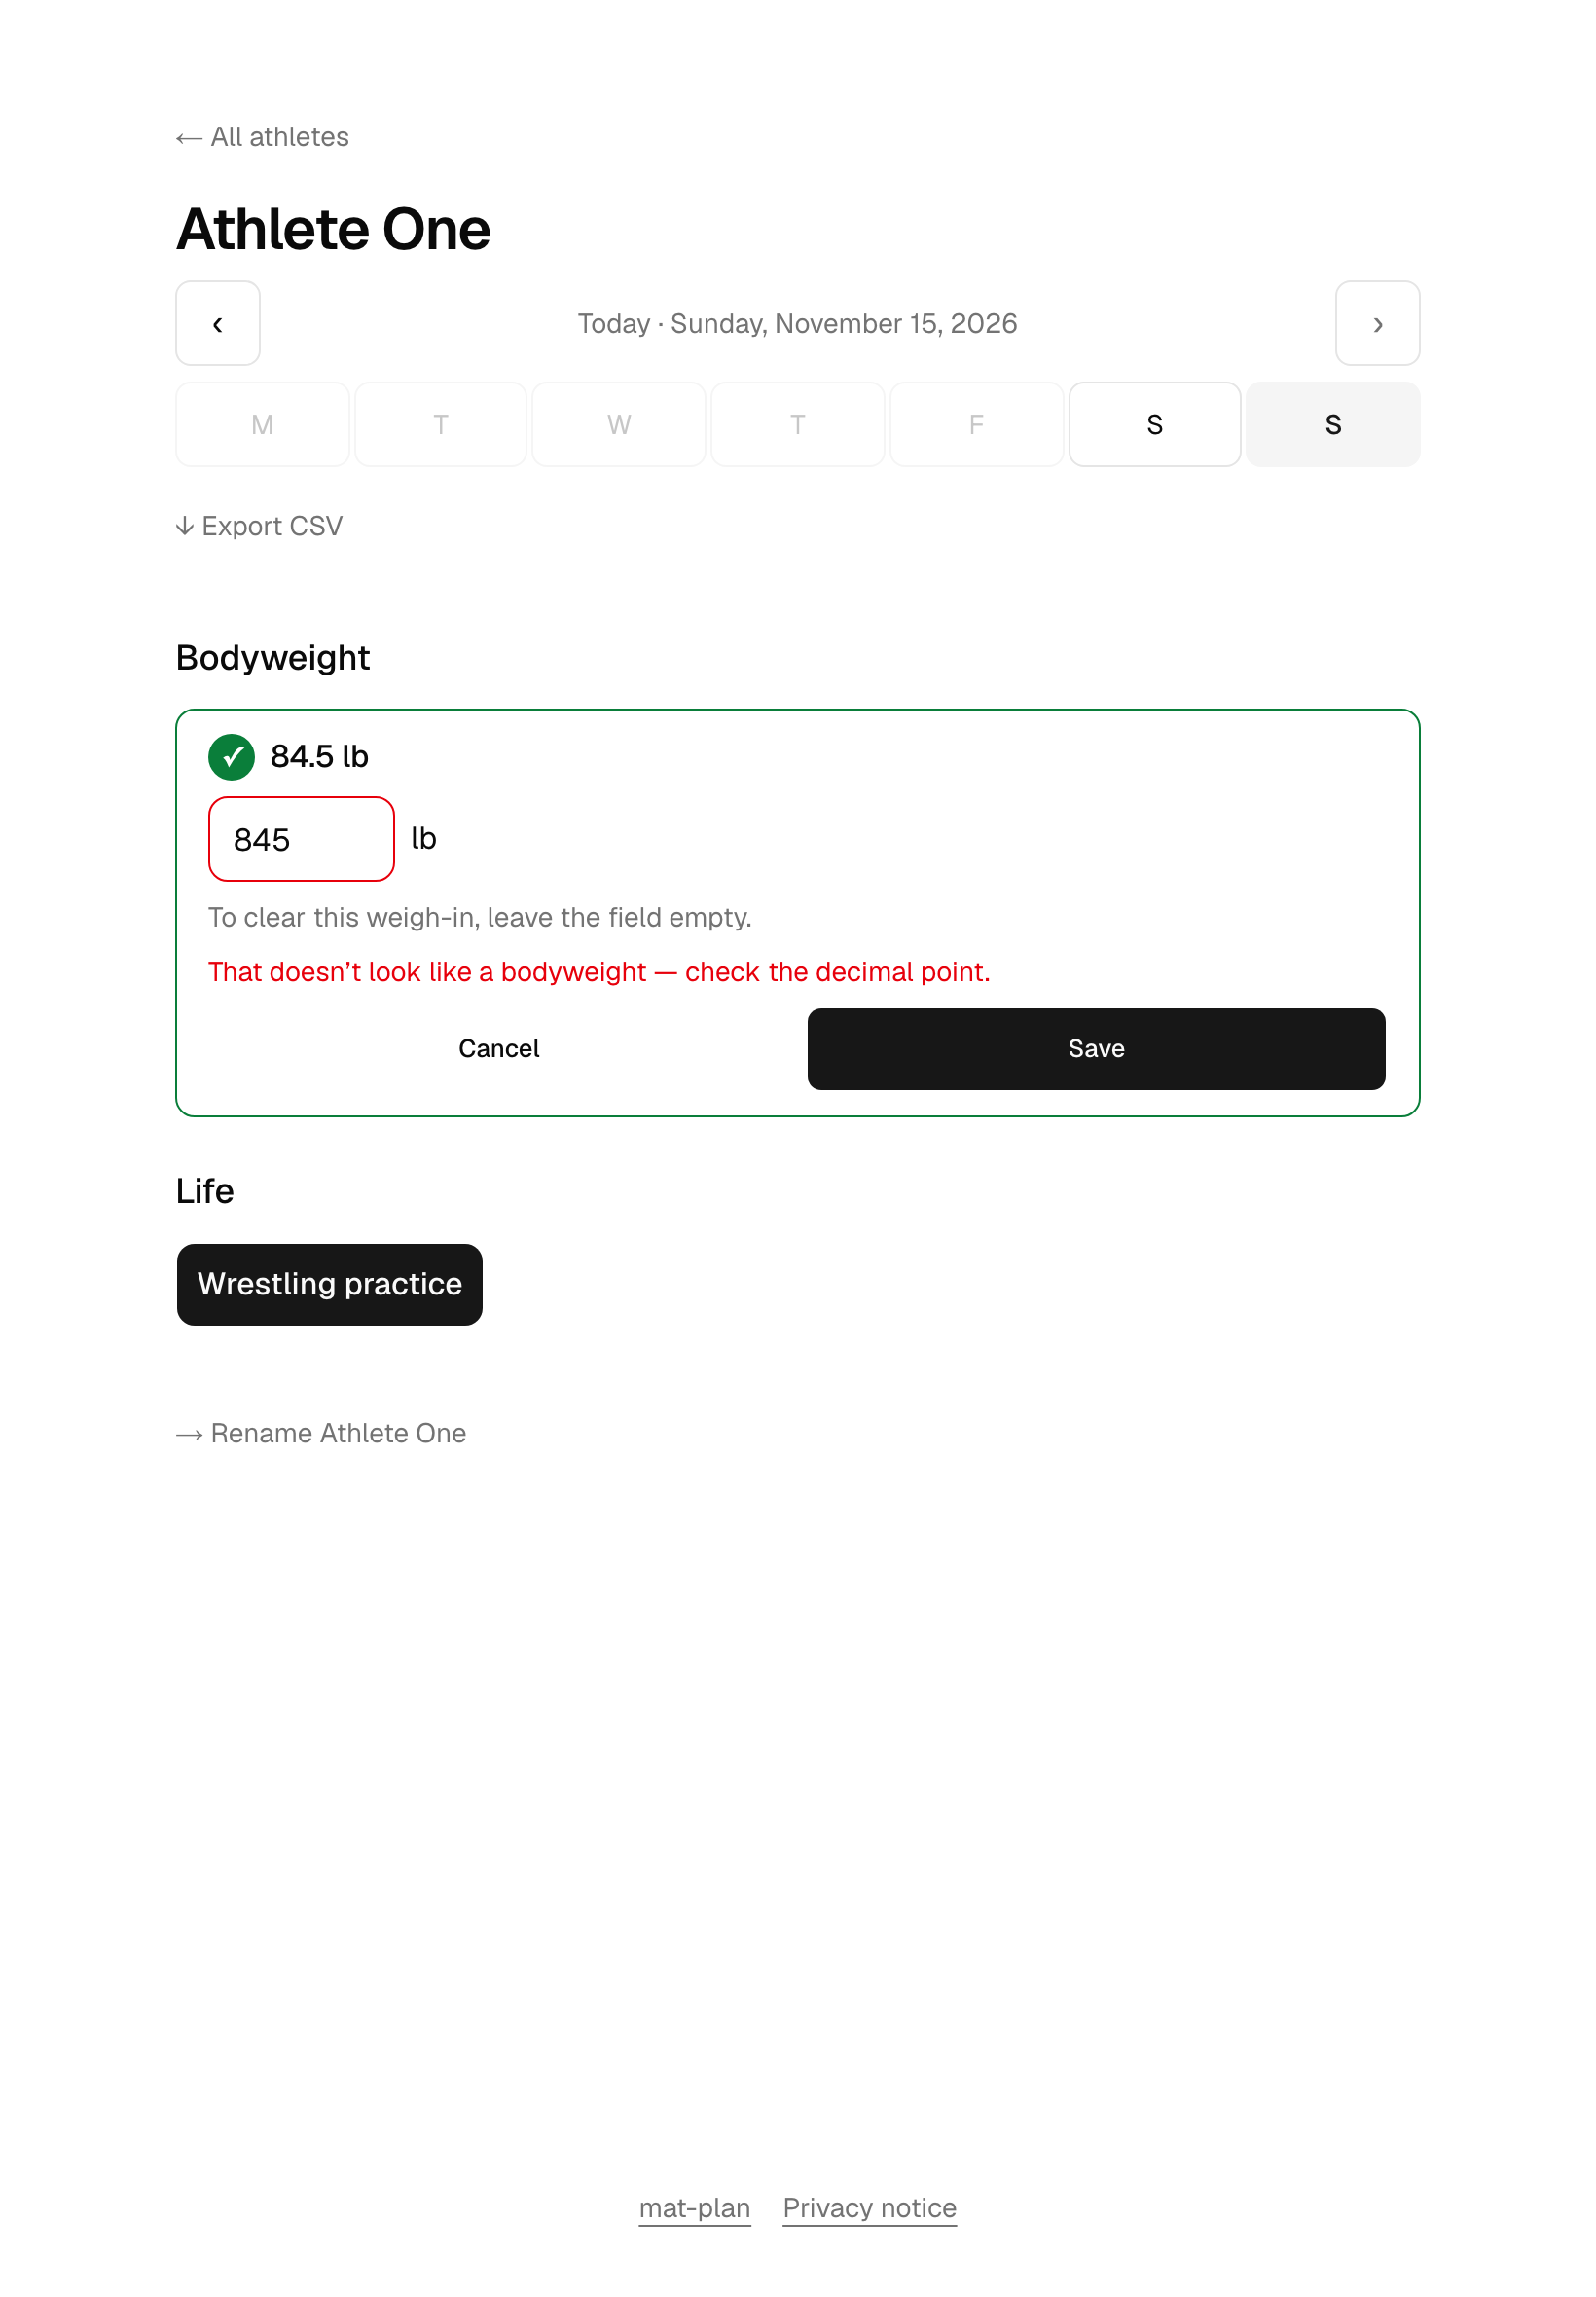 ← All athletes
Athlete One
‹ Today · Sunday, November 15, 2026 ›
M T W T F S S
↓ Export CSV
Bodyweight
✓ 84.5 lb
845 lb
To clear this weigh-in, leave the field empty.
That doesn’t look like a bodyweight — check the decimal point.
Cancel Save
Life
Wrestling practice
→ Rename Athlete One
mat-plan Privacy notice